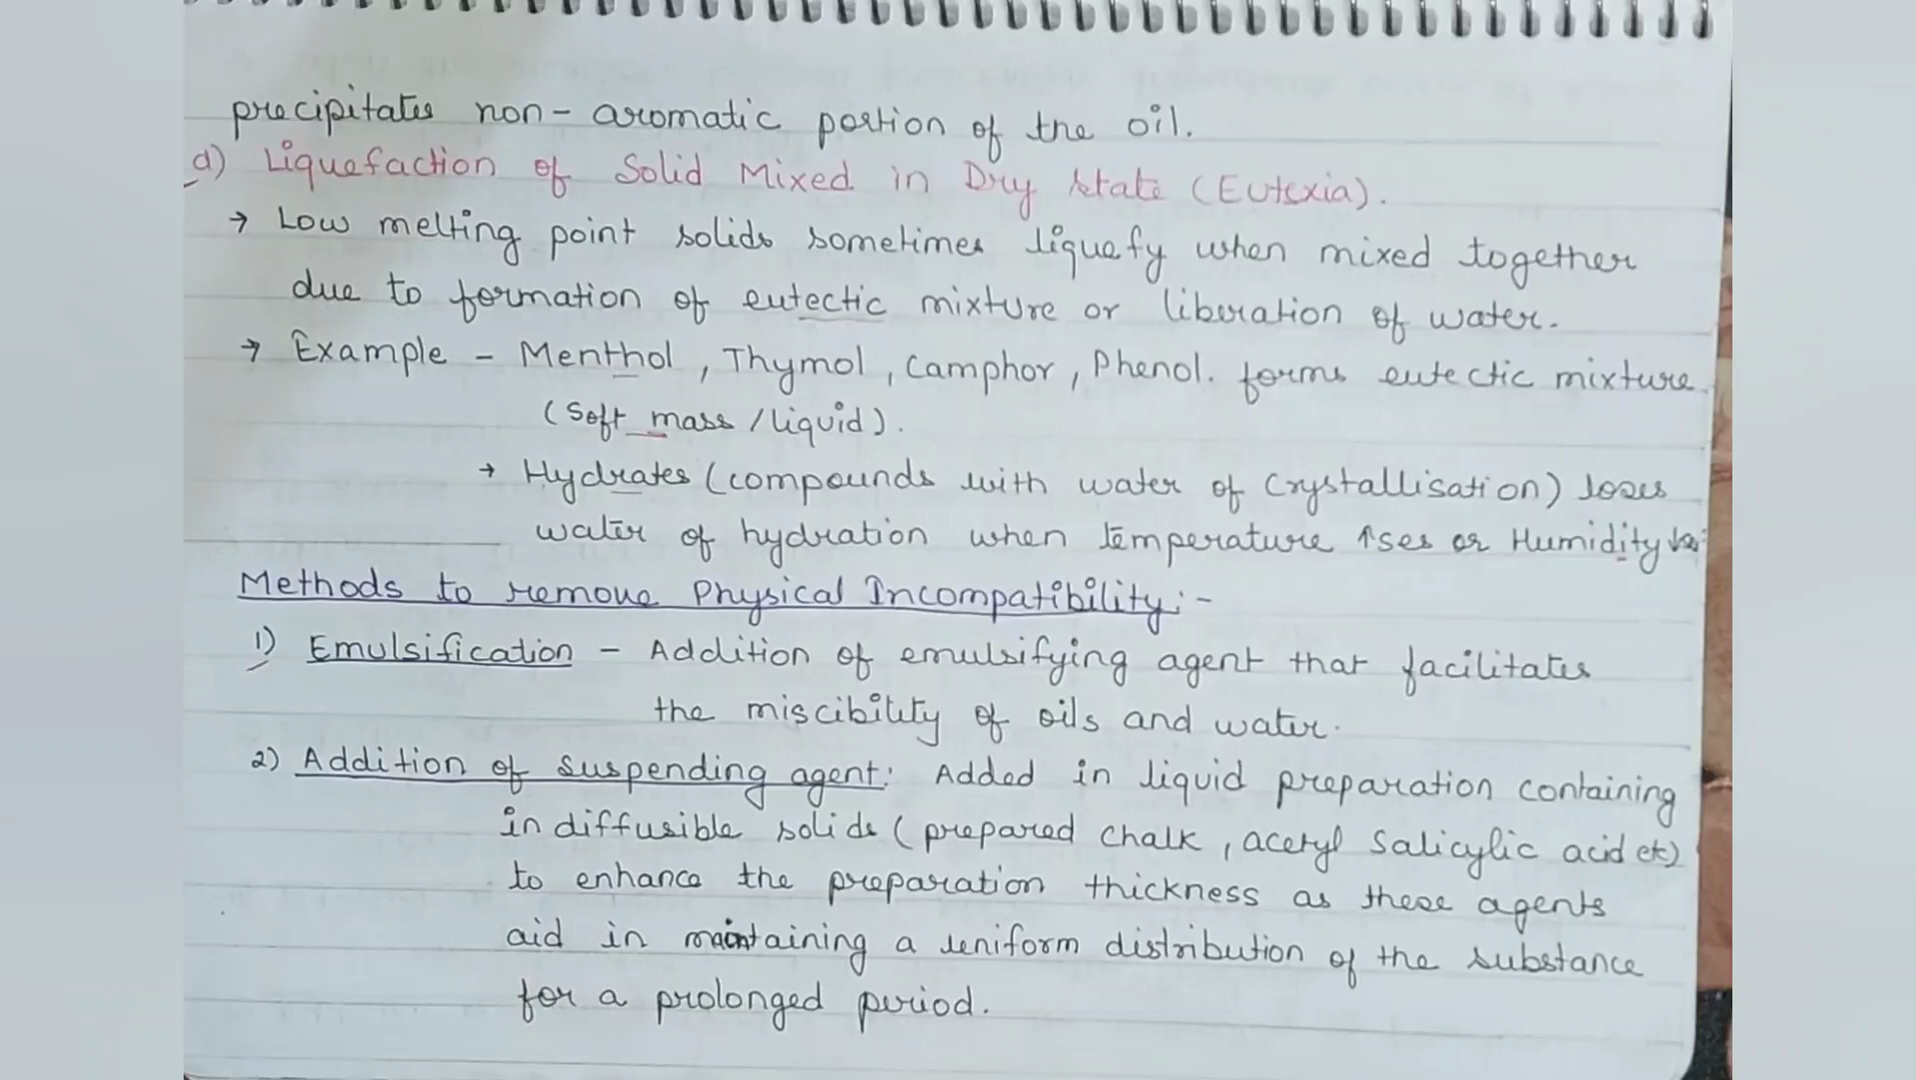 precipitates non-aromatic portion of the oil.
d) Liquefaction of Solid Mixed in Dry state (Eutexia).
→ Low melting point solids sometimes liquefy when mixed together
due to formation of eutectic mixture or liberation of water.
→ Example - Menthol, Thymol, Camphor, Phenol. forms eutectic mixture
(Soft mass/liquid).
→ Hydrates (compounds with water of Crystallisation) loses
water of hydration when temperature ↑ses or Humidity
Methods to remove Physical Incompatibility:-
1) Emulsification - Addition of emulsifying agent that facilitates
the miscibility of oils and water.
2) Addition of suspending agent: Added in liquid preparation containing
indiffusible solids (prepared chalk, acetyl salicylic acid etc)
to enhance the preparation thickness as these agents
aid in maintaining a uniform distribution of the substance
for a prolonged period.